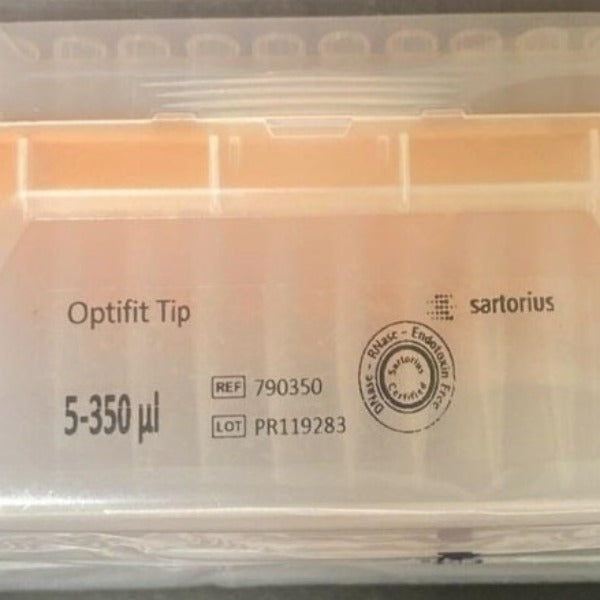 Optifit Tip
sartorius
5-350 µl
REF 790350
LOT PR119283
DNase - RNase - Endotoxin Free
Sartorius
Certified